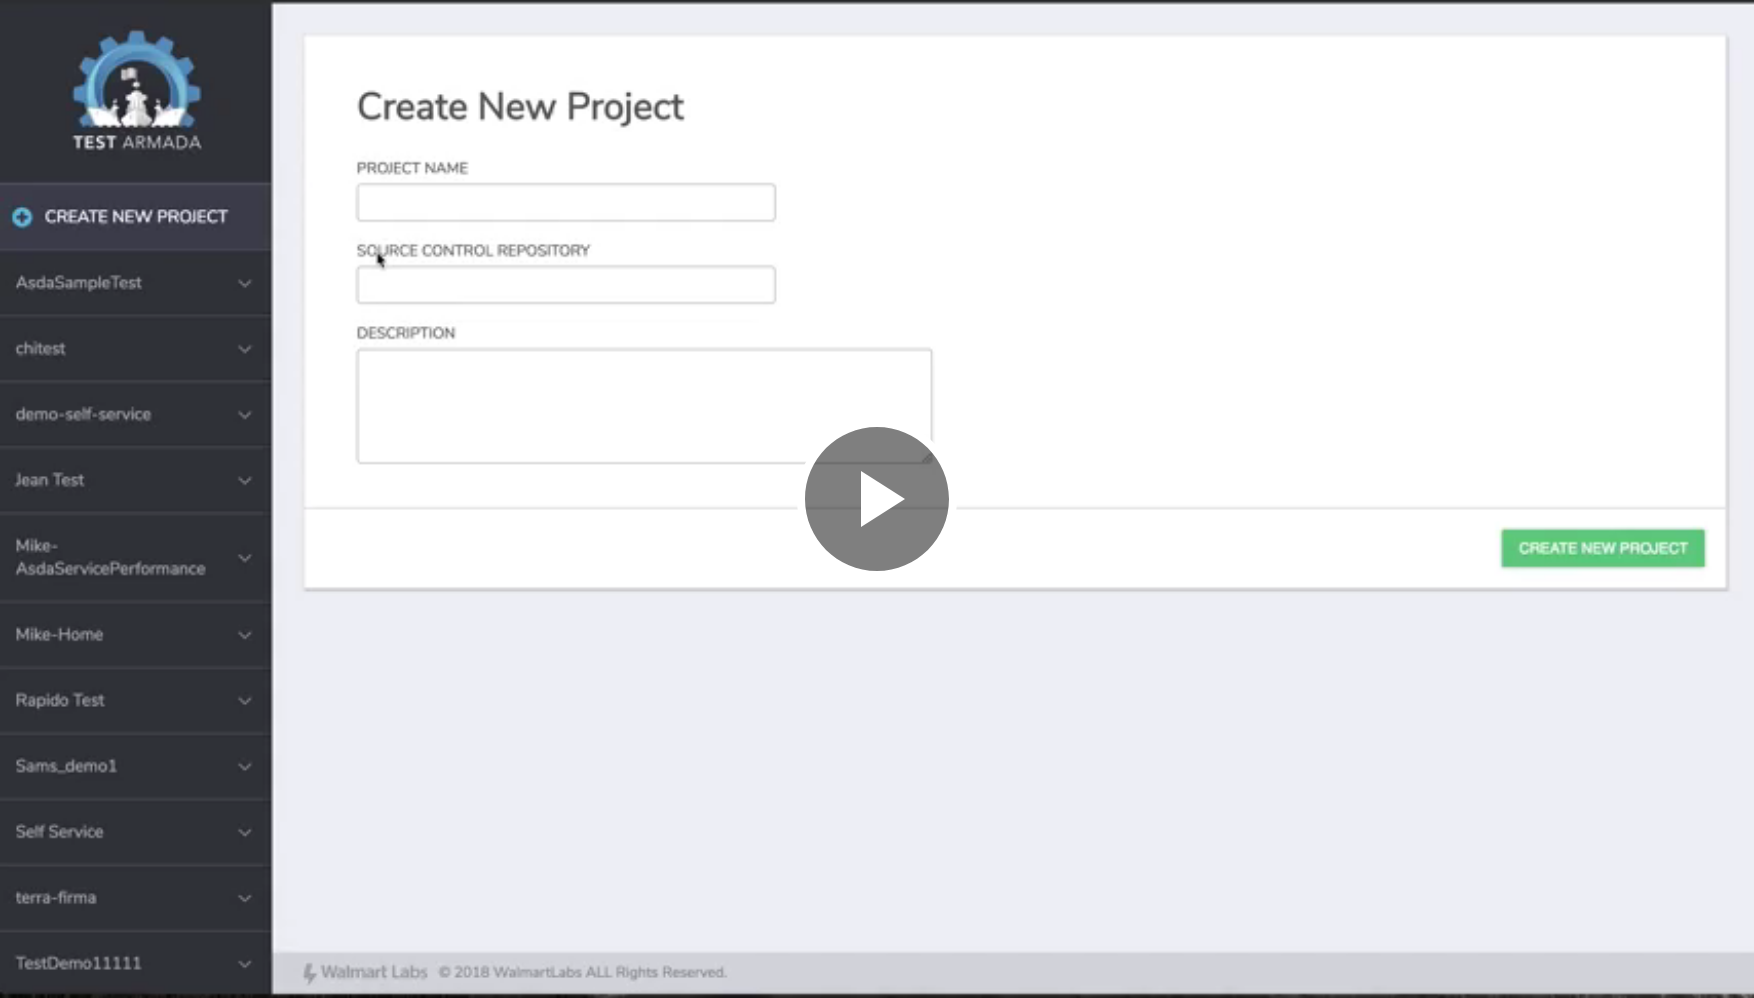 TEST ARMADA
CREATE NEW PROJECT
AsdaSampleTest
chitest
demo-self-service
Jean Test
Mike-
AsdaServicePerformance
Mike-Home
Rapido Test
Sams_demo1
Self Service
terra-firma
TestDemo11111
Create New Project
PROJECT NAME
SOURCE CONTROL REPOSITORY
DESCRIPTION
CREATE NEW PROJECT
Walmart Labs © 2018 WalmartLabs ALL Rights Reserved.